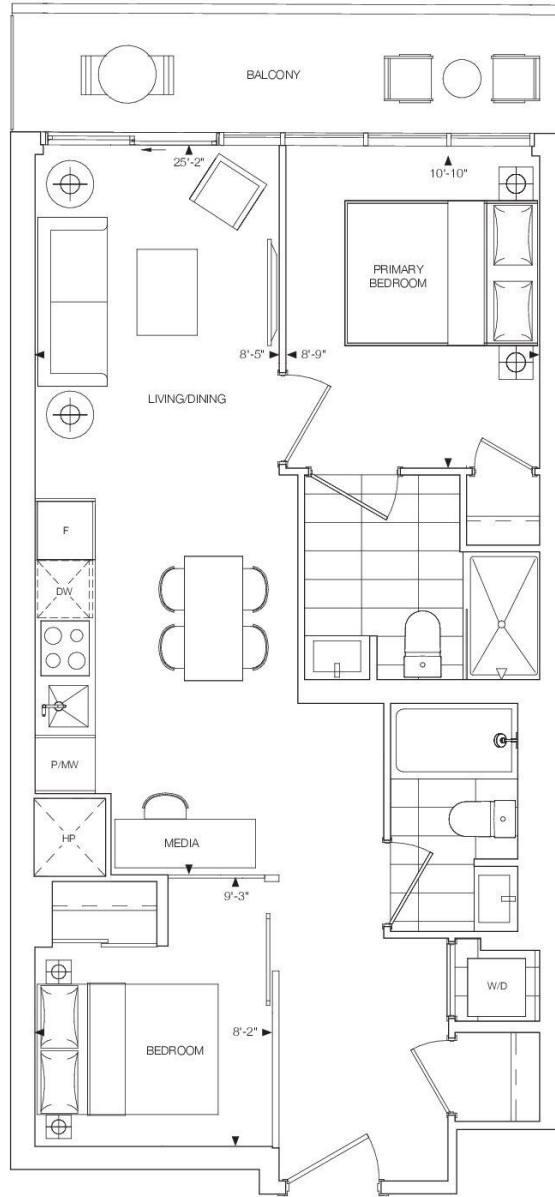 BALCONY
25'-2"
10'-10"
PRIMARY
BEDROOM
8'-5"
8'-9"
LIVING/DINING
F
DW
P/MW
HP
MEDIA
9'-3"
W/D
8'-2"
BEDROOM